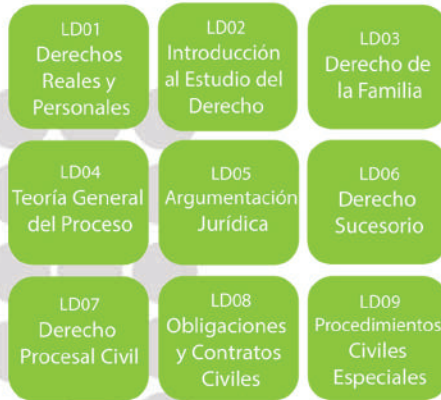 LD01
Derechos
Reales y
Personales
LD02
Introducción
al Estudio del
Derecho
LD03
Derecho de
la Familia
LD04
Teoría General
del Proceso
LD05
Argumentación
Jurídica
LD06
Derecho
Sucesorio
LD07
Derecho
Procesal Civil
LD08
Obligaciones
y Contratos
Civiles
LD09
Procedimientos
Civiles
Especiales